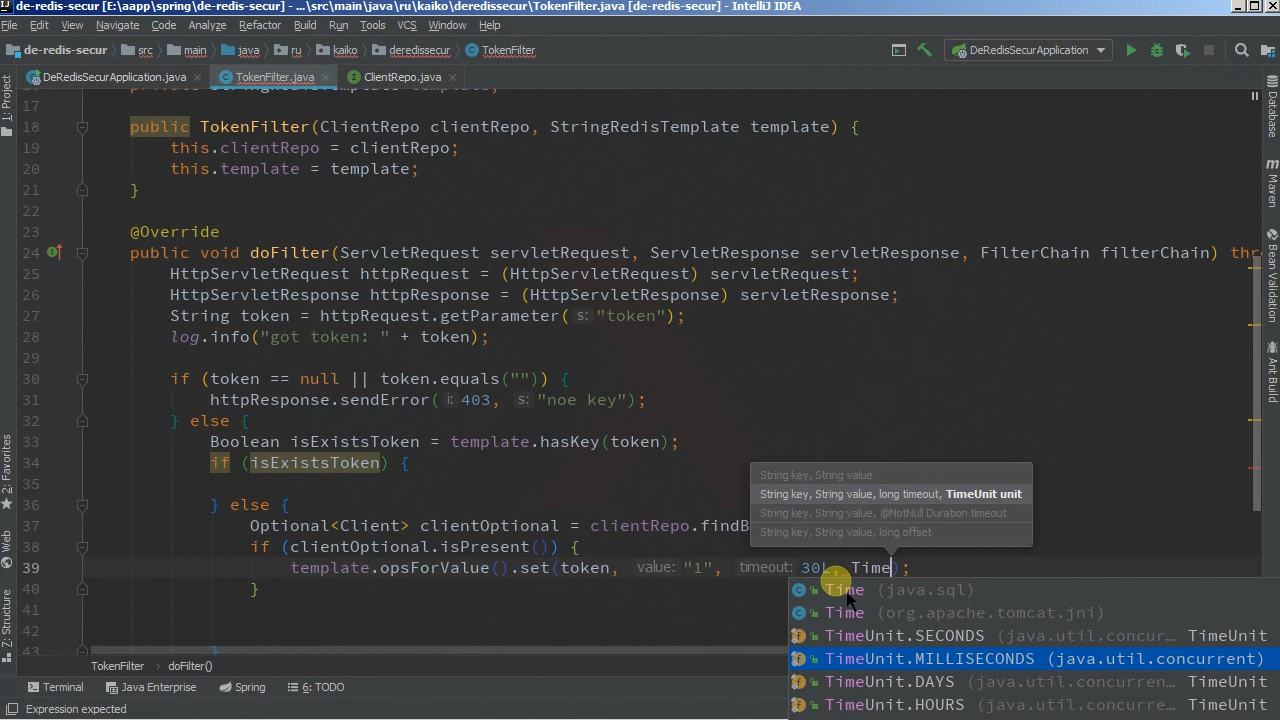 de-redis-secur [E:\aapp\spring\de-redis-secur] - ...\src\main\java\ru\kaiko\deredissecur\TokenFilter.java [de-redis-secur] - IntelliJ IDEA
File Edit View Navigate Code Analyze Refactor Build Run Tools VCS Window Help
de-redis-secur src main java ru kaiko deredissecur TokenFilter DeRedisSecurApplication
DeRedisSecurApplication.java TokenFilter.java ClientRepo.java
17
18 public TokenFilter(ClientRepo clientRepo, StringRedisTemplate template) {
19 this.clientRepo = clientRepo;
20 this.template = template;
21 }
22
23 @Override
24 public void doFilter(ServletRequest servletRequest, ServletResponse servletResponse, FilterChain filterChain) thr
25 HttpServletRequest httpRequest = (HttpServletRequest) servletRequest;
26 HttpServletResponse httpResponse = (HttpServletResponse) servletResponse;
27 String token = httpRequest.getParameter( s: "token");
28 log.info("got token: " + token);
29
30 if (token == null || token.equals("")) {
31 httpResponse.sendError( i: 403, s: "noe key");
32 } else {
33 Boolean isExistsToken = template.hasKey(token);
34 if (isExistsToken) {
35
String key, String value
String key, String value, long timeout, TimeUnit unit
String key, String value, @NotNull Duration timeout
String key, String value, long offset
36 } else {
37 Optional<Client> clientOptional = clientRepo.findB
38 if (clientOptional.isPresent()) {
39 template.opsForValue().set(token, value: "1", timeout: 30L, Time);
40 }
41
42
43 }
Time (java.sql)
Time (org.apache.tomcat.jni)
TimeUnit.SECONDS (java.util.concur... TimeUnit
TimeUnit.MILLISECONDS (java.util.concurrent) TimeUnit.DAYS (java.util.concurren... TimeUnit
TimeUnit.HOURS (java.util.concurre... TimeUnit
1: Project
2: Favorites
Web
7: Structure
Database
Maven
Bean Validation
Ant Build
TokenFilter doFilter()
Terminal Java Enterprise Spring 6: TODO
Expression expected